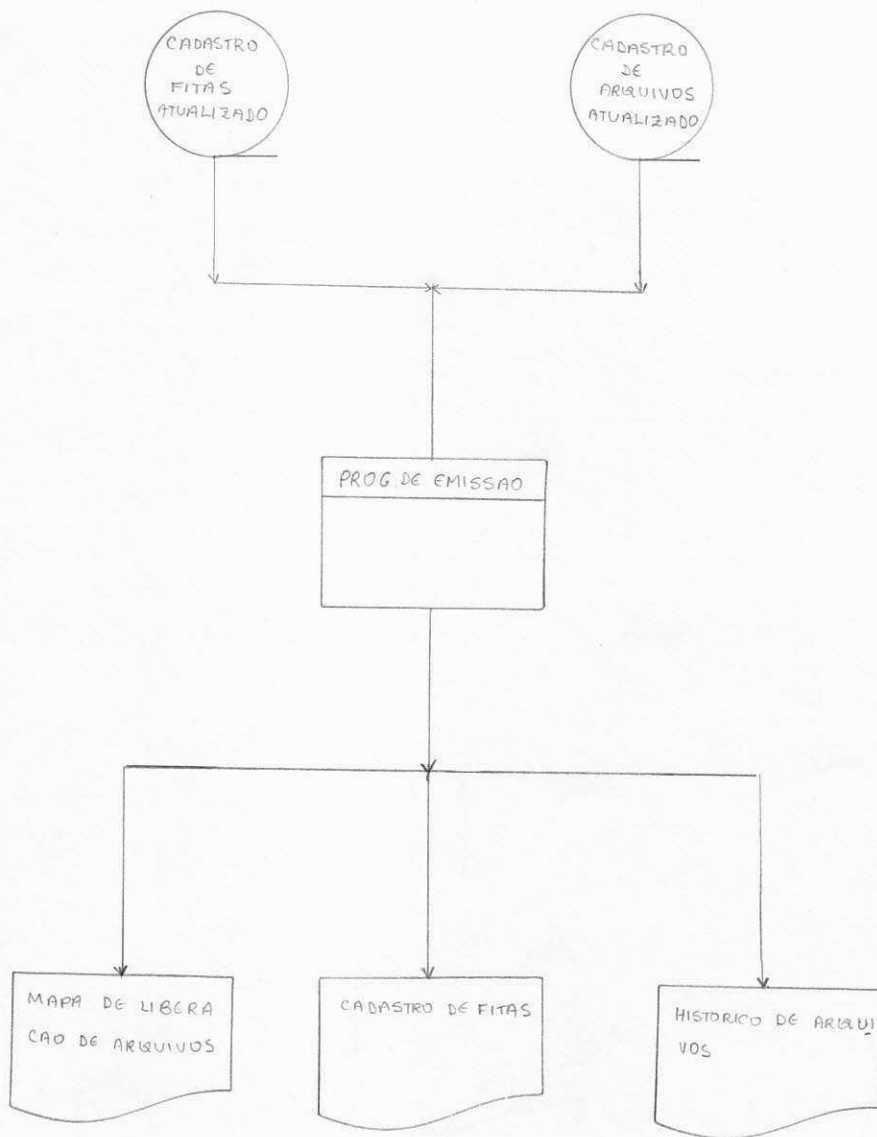 CADASTRO
DE
FITAS
ATUALIZADO
CADASTRO
DE
ARQUIVOS
ATUALIZADO
PROG. DE EMISSAO
MAPA DE LIBERA
CAO DE ARQUIVOS
CADASTRO DE FITAS
HISTORICO DE ARQUI
VOS